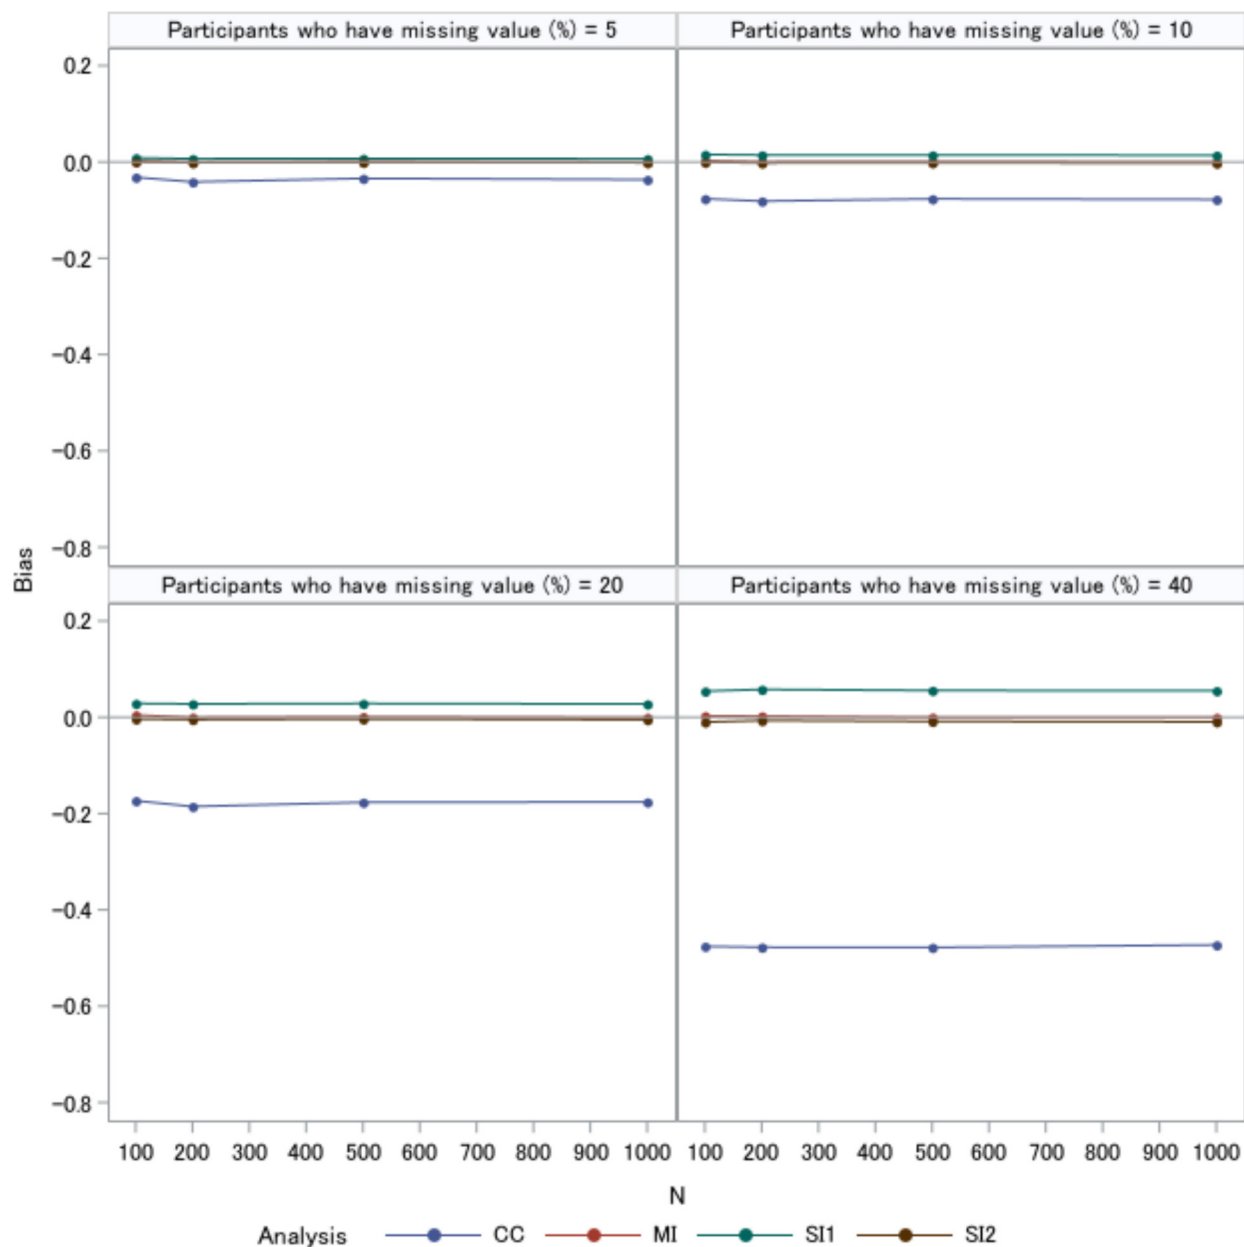 Participants who have missing value (%) = 5
Participants who have missing value (%) = 10
0.2
0.0
−0.2
−0.4
−0.6
−0.8
Bias
Participants who have missing value (%) = 20
Participants who have missing value (%) = 40
0.2
0.0
−0.2
−0.4
−0.6
−0.8
100 200 300 400 500 600 700 800 900 1000
100 200 300 400 500 600 700 800 900 1000
N
Analysis CC MI SI1 SI2